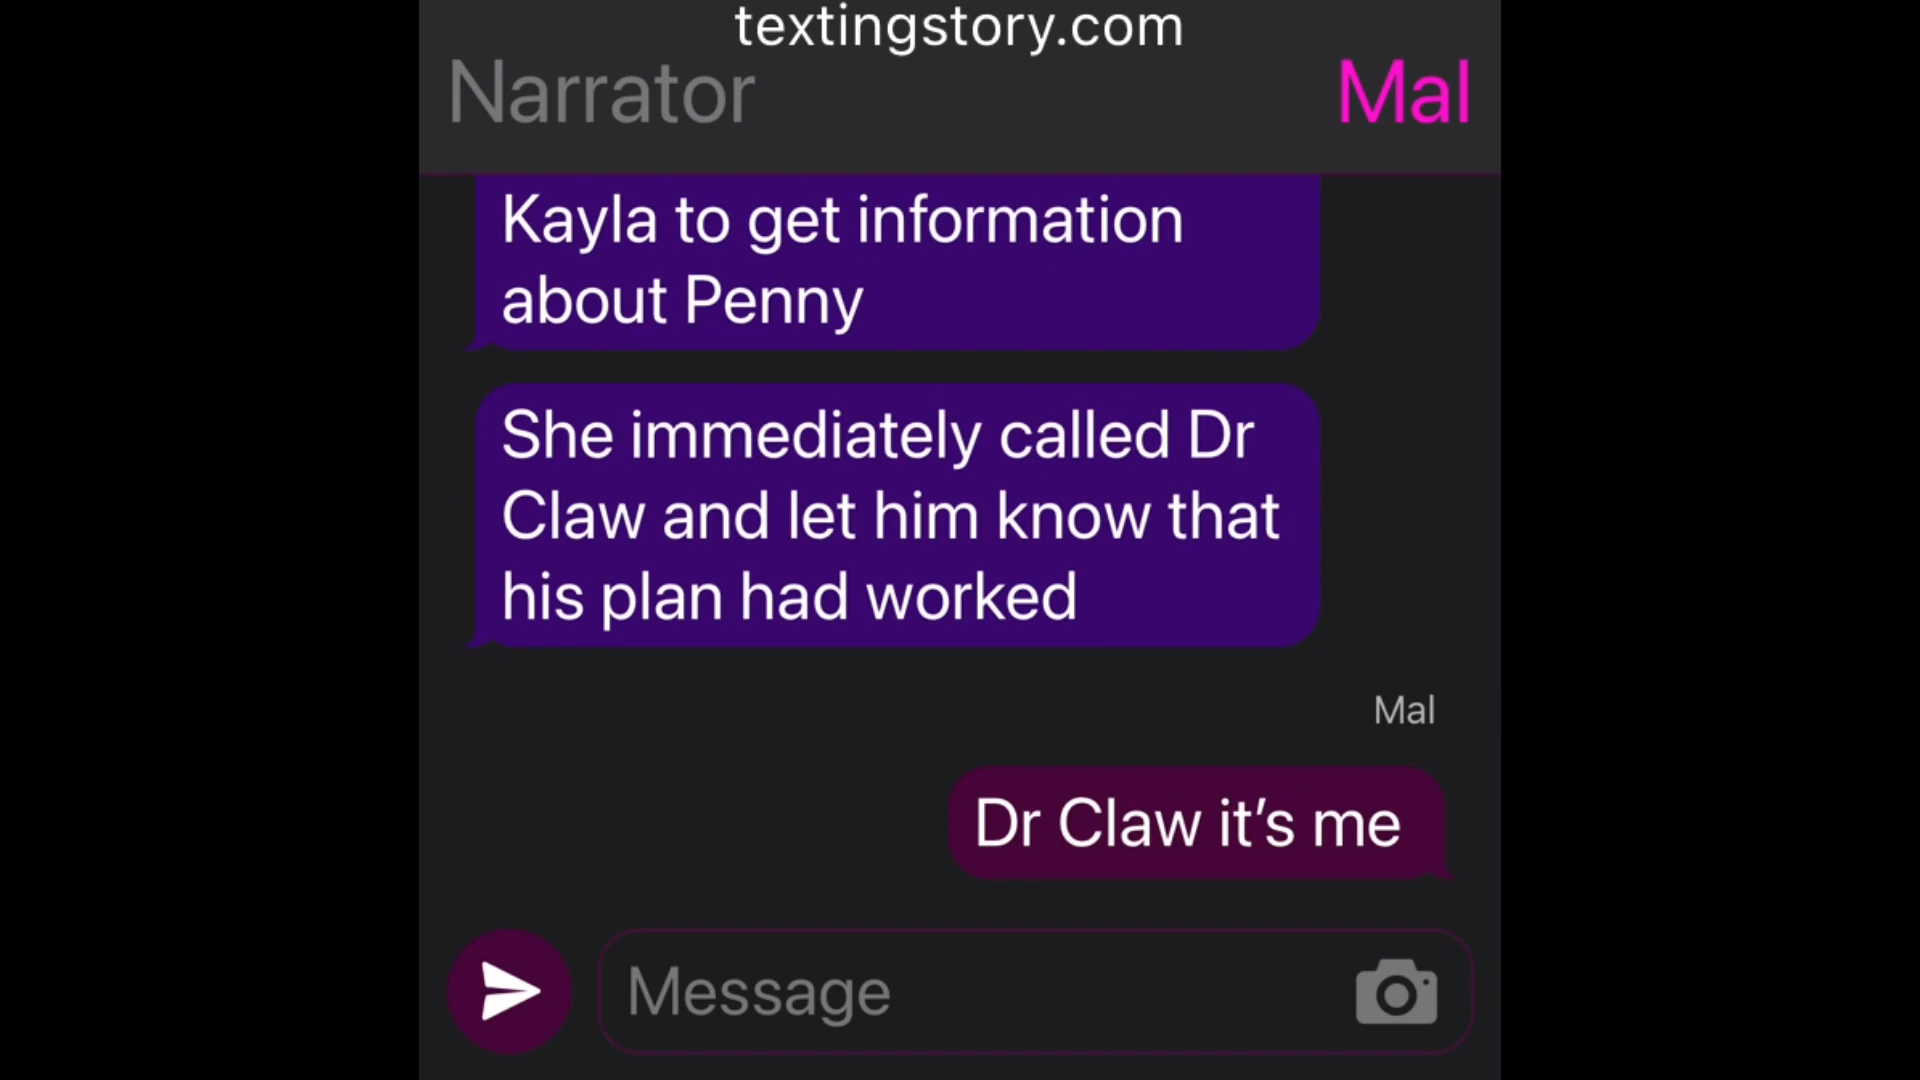 textingstory.com
Narrator Mal
Kayla to get information
about Penny
She immediately called Dr
Claw and let him know that
his plan had worked
Mal
Dr Claw it’s me
Message